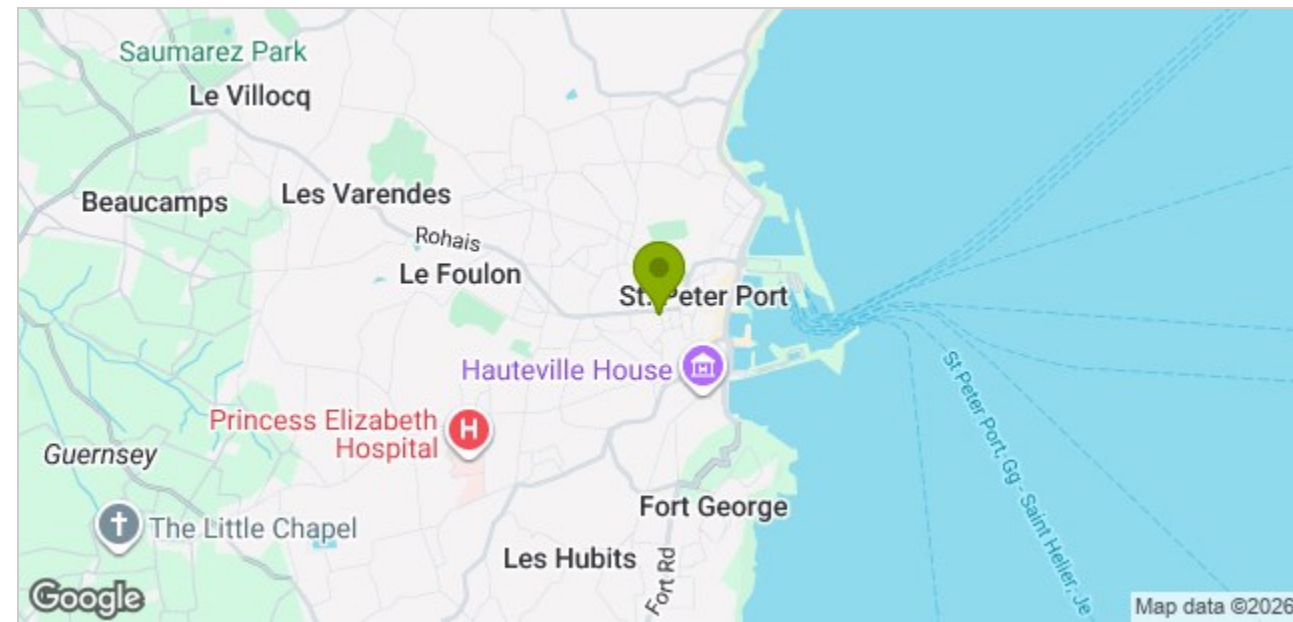 Saumarez Park
Le Villocq
Les Varendes
Beaucamps
Rohais
Le Foulon
St. Peter Port
Hauteville House
Princess Elizabeth
Hospital
H
Guernsey
Fort George
The Little Chapel
Les Hubits
Fort Rd
St Peter Port, Gg - Saint Helier, Je
Google
Map data ©2026